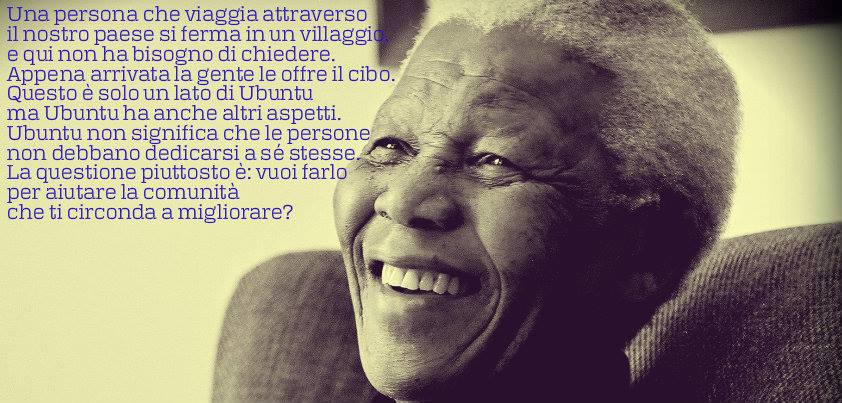 Una persona che viaggia attraverso
il nostro paese si ferma in un villaggio,
e qui non ha bisogno di chiedere.
Appena arrivata la gente le offre il cibo.
Questo è solo un lato di Ubuntu
ma Ubuntu ha anche altri aspetti.
Ubuntu non significa che le persone
non debbano dedicarsi a sé stesse.
La questione piuttosto è: vuoi farlo
per aiutare la comunità
che ti circonda a migliorare?